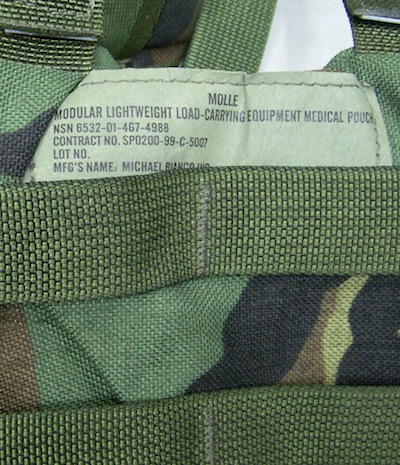 MOLLE
MODULAR LIGHTWEIGHT LOAD-CARRYING EQUIPMENT MEDICAL POUCH
NSN 6532-01-467-4988
CONTRACT NO. SPO200-99-C-5007
LOT NO.
MFG'S NAME: MICHAEL BIANCO INC